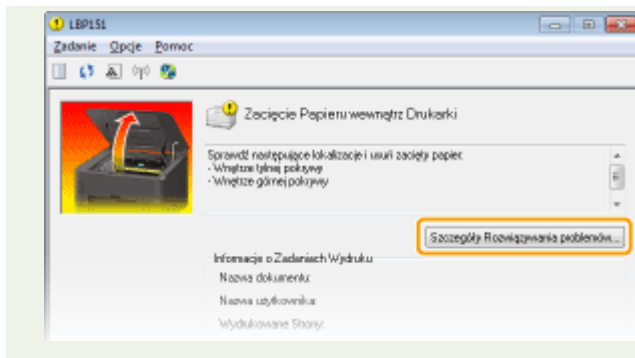 LBP151
Zadanie Opcje Pomoc
Zacięcie Papieru wewnątrz Drukarki
Sprawdź następujące lokalizacje i usuń zacięty papier.
- Wnętrze tylnej pokrywy
- Wnętrze górnej pokrywy
Szczegóły Rozwiązywania problemów...
Informacje o Zadaniach Wydruku
Nazwa dokumentu:
Nazwa użytkownika:
Wydrukowane Strony: